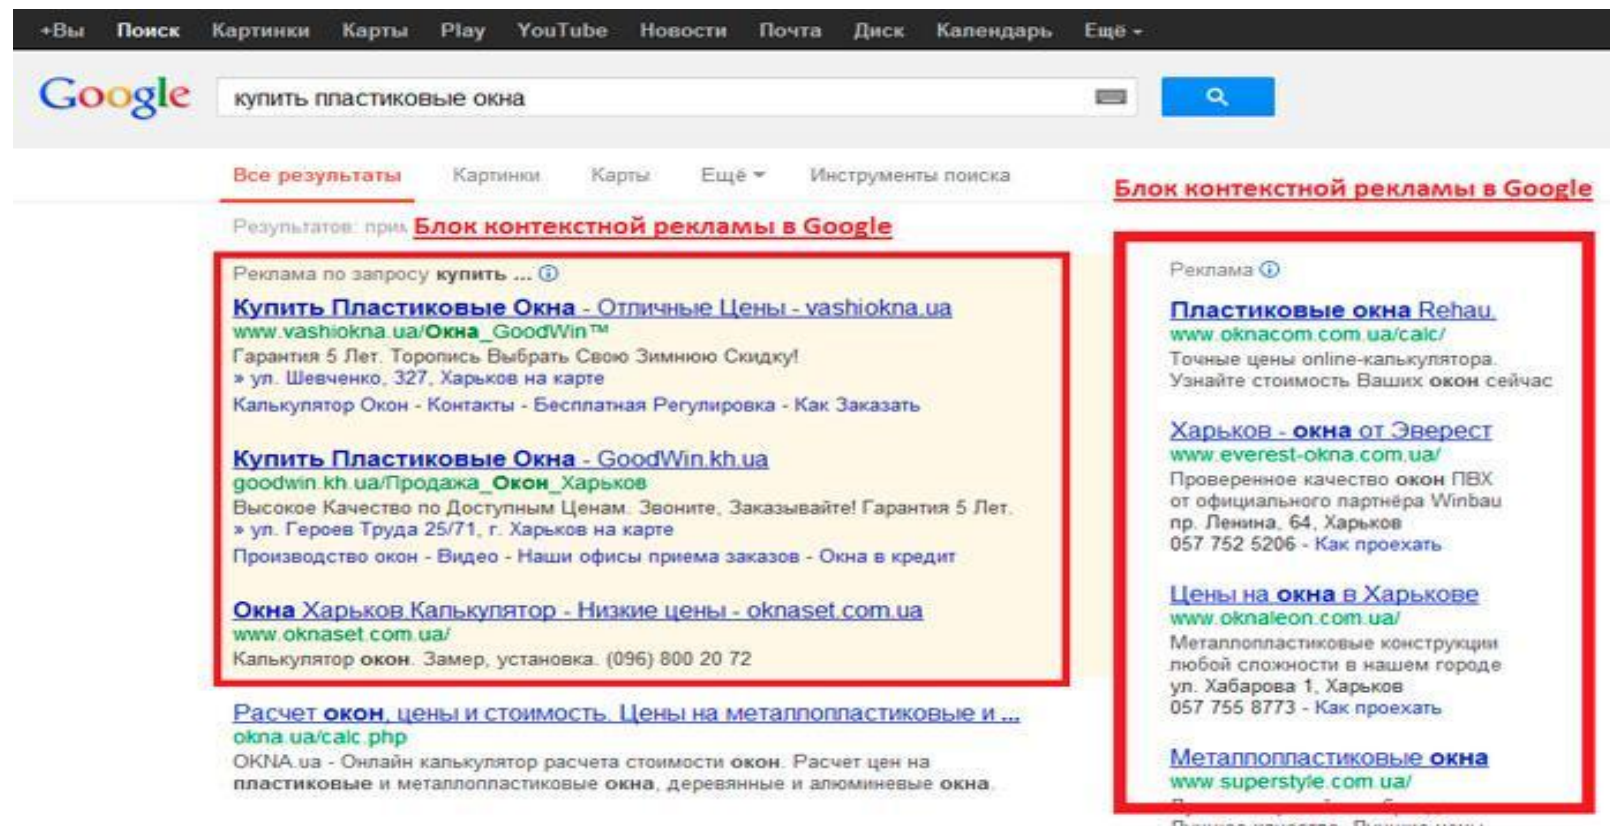 +Вы Поиск Картинки Карты Play YouTube Новости Почта Диск Календарь Ещё
Google купить пластиковые окна
Все результаты Картинки Карты Ещё Инструменты поиска
Блок контекстной рекламы в Google
Результатов: Блок контекстной рекламы в Google
Реклама по запросу купить ...
Купить Пластиковые Окна - Отличные Цены - vashiokna.ua
www.vashiokna.ua/Окна_GoodWin™
Гарантия 5 Лет. Торопись Выбрать Свою Зимнюю Скидку!
» ул. Шевченко, 327, Харьков на карте
Калькулятор Окон - Контакты - Бесплатная Регулировка - Как Заказать
Купить Пластиковые Окна - GoodWin.kh.ua
goodwin.kh.ua/Продажа_Окон_Харьков
Высокое Качество по Доступным Ценам. Звоните, Заказывайте! Гарантия 5 Лет.
» ул. Героев Труда 25/71, г. Харьков на карте
Производство окон - Видео - Наши офисы приема заказов - Окна в кредит
Окна Харьков.Калькулятор - Низкие цены - oknaset.com.ua
www.oknaset.com.ua/
Калькулятор окон. Замер, установка. (096) 800 20 72
Расчет окон, цены и стоимость. Цены на металлопластиковые и ...
okna.ua/calc.php
OKNA.ua - Онлайн калькулятор расчета стоимости окон. Расчет цен на
пластиковые и металлопластиковые окна, деревянные и алюминевые окна.
Реклама
Пластиковые окна Rehau.
www.oknacom.com.ua/calc/
Точные цены online-калькулятора.
Узнайте стоимость Ваших окон сейчас
Харьков - окна от Эверест
www.everest-okna.com.ua/
Проверенное качество окон ПВХ
от официального партнёра Winbau
пр. Ленина, 64, Харьков
057 752 5206 - Как проехать
Цены на окна в Харькове
www.oknaleon.com.ua/
Металлопластиковые конструкции
любой сложности в нашем городе
ул. Хабарова 1, Харьков
057 755 8773 - Как проехать
Металлопластиковые окна
www.superstyle.com.ua/